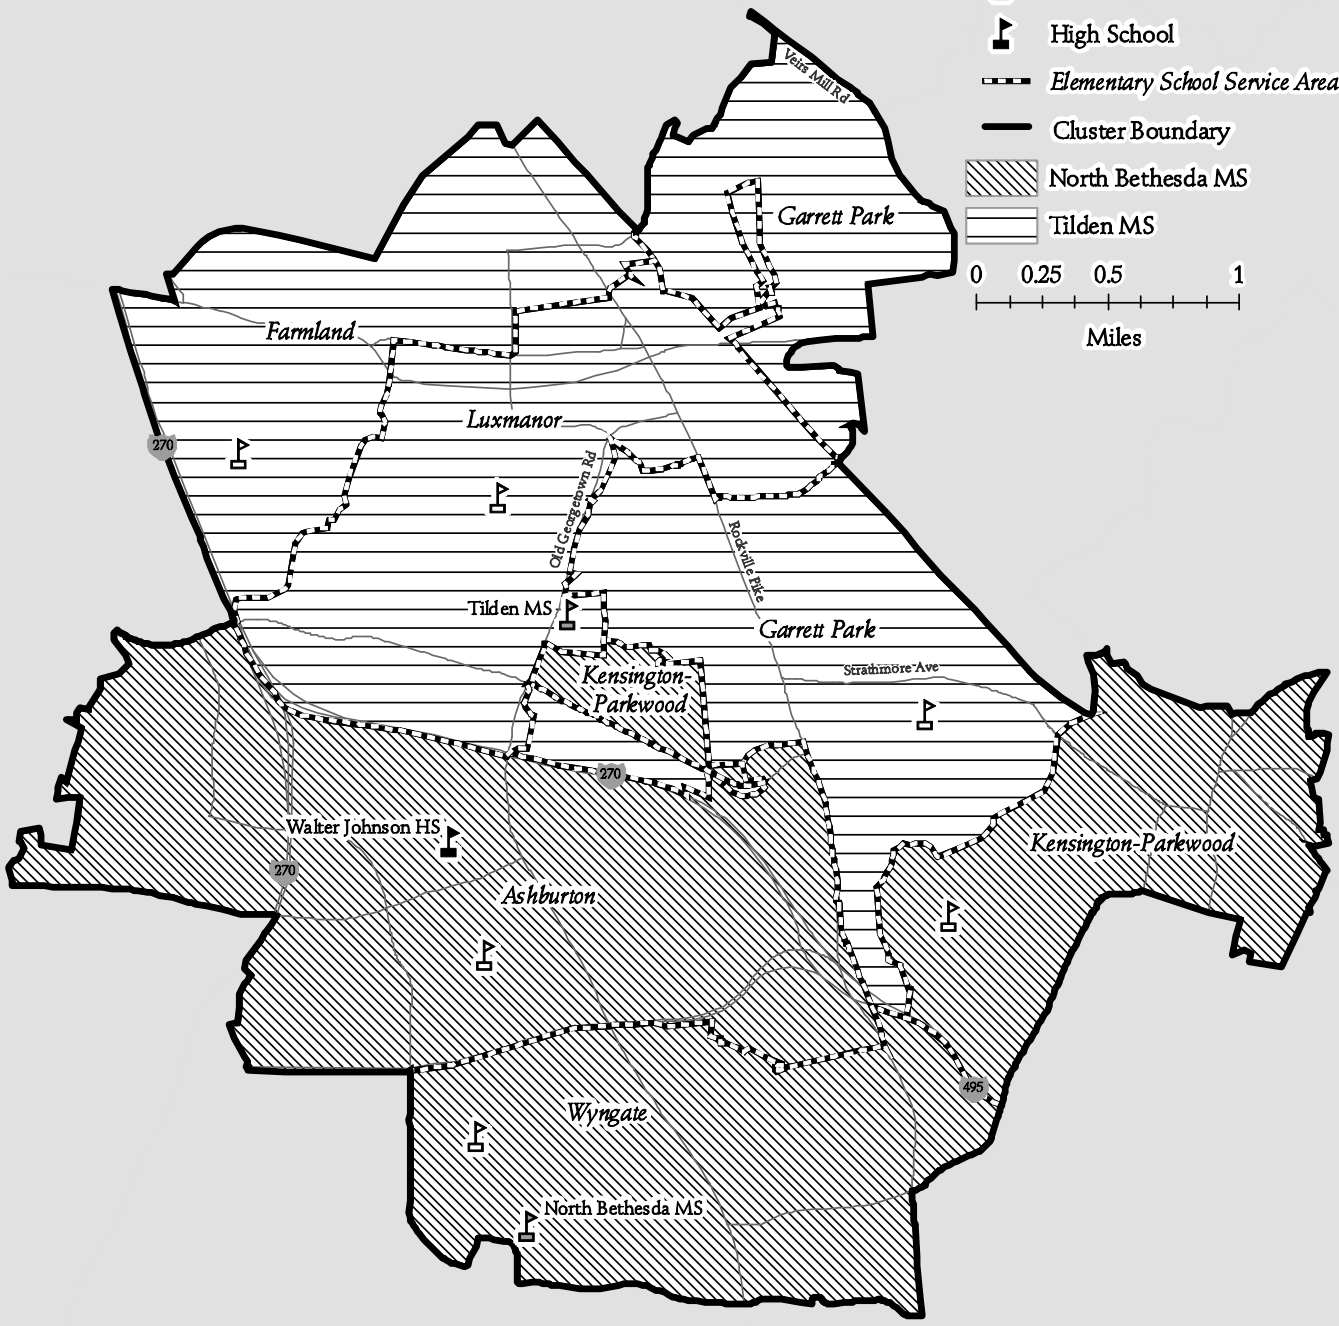 High School
Elementary School Service Area
Cluster Boundary
North Bethesda MS
Tilden MS
0 0.25 0.5 1
Miles
Veirs Mill Rd
Garrett Park
Farmland
Luxmanor
270
Old Georgetown Rd
Rockville Pike
Tilden MS
Garrett Park
Strathmore Ave
Kensington-
Parkwood
270
Walter Johnson HS
Kensington-Parkwood
270
Ashburton
495
Wyngate
North Bethesda MS